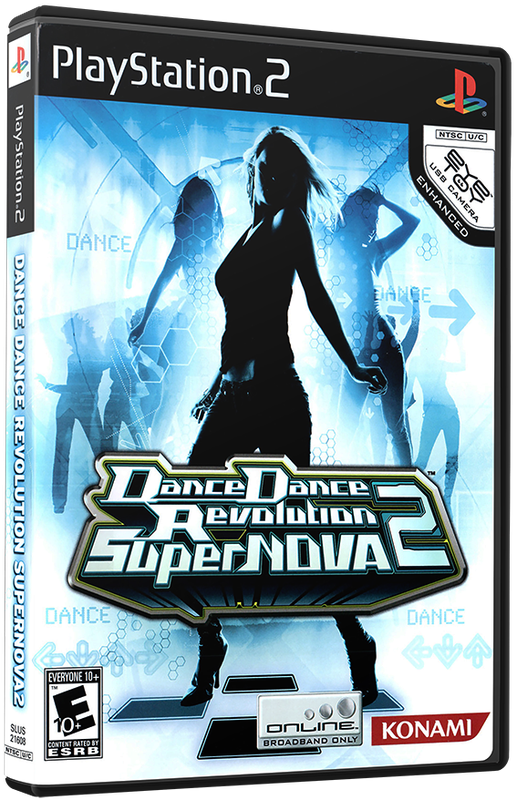 PlayStation®2
PlayStation®2
DANCE DANCE REVOLUTION SUPERNOVA2
SLUS
21608
NTSC U/C
NTSC U/C
EYE
TOY
USB CAMERA
ENHANCED
DANCE
DANCE
DanceDance™
Revolution
SuperNOVA2
DANCE
DANCE
EVERYONE 10+
E
10+
CONTENT RATED BY
ESRB
ONLINE
BROADBAND ONLY
KONAMI